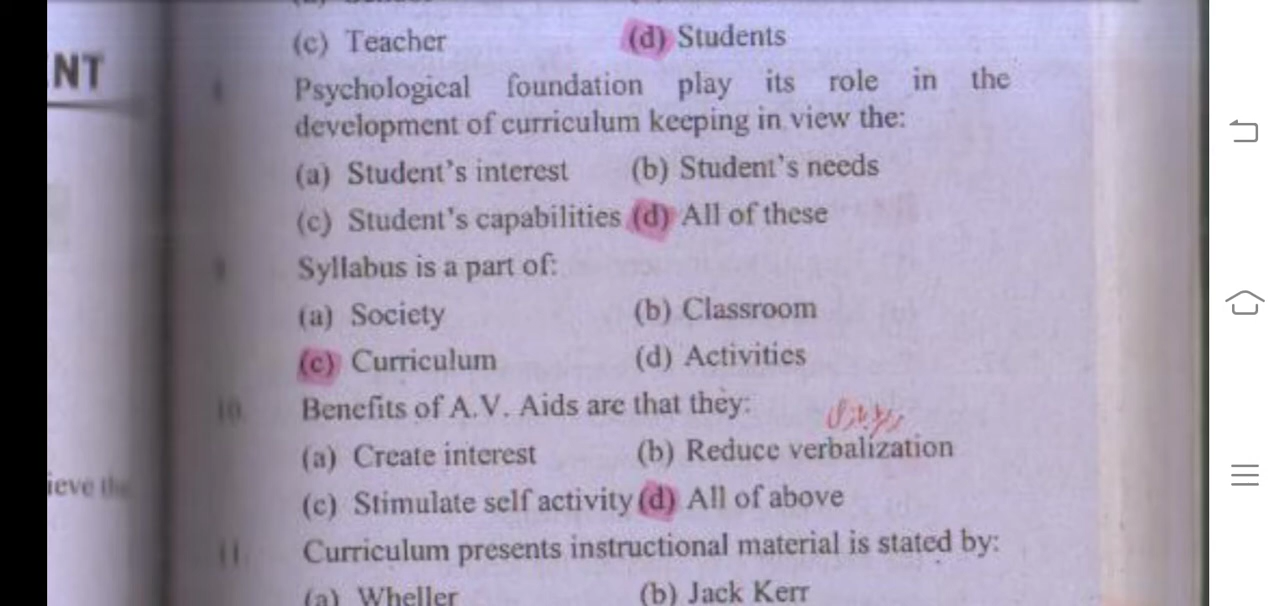 NT
(c) Teacher (d) Students
Psychological foundation play its role in the
development of curriculum keeping in view the:
(a) Student's interest (b) Student's needs
(c) Student's capabilities (d) All of these
Syllabus is a part of:
(a) Society (b) Classroom
(c) Curriculum (d) Activities
10. Benefits of A.V. Aids are that they:
(a) Create interest (b) Reduce verbalization
ieve the
(c) Stimulate self activity (d) All of above
11. Curriculum presents instructional material is stated by:
(a) Wheller (b) Jack Kerr